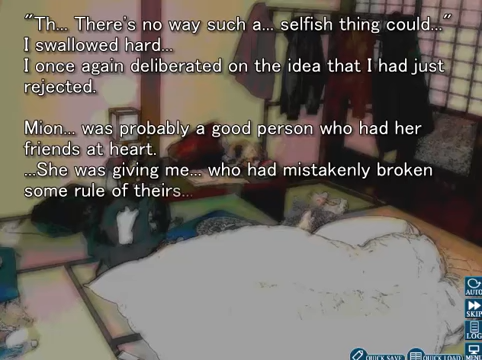 "Th... There's no way such a... selfish thing could..."
I swallowed hard...
I once again deliberated on the idea that I had just
rejected.
Mion... was probably a good person who had her
friends at heart.
...She was giving me... who had mistakenly broken
some rule of theirs...
AUTO
SKIP
LOG
QUICK SAVE
QUICK LOAD
MENU